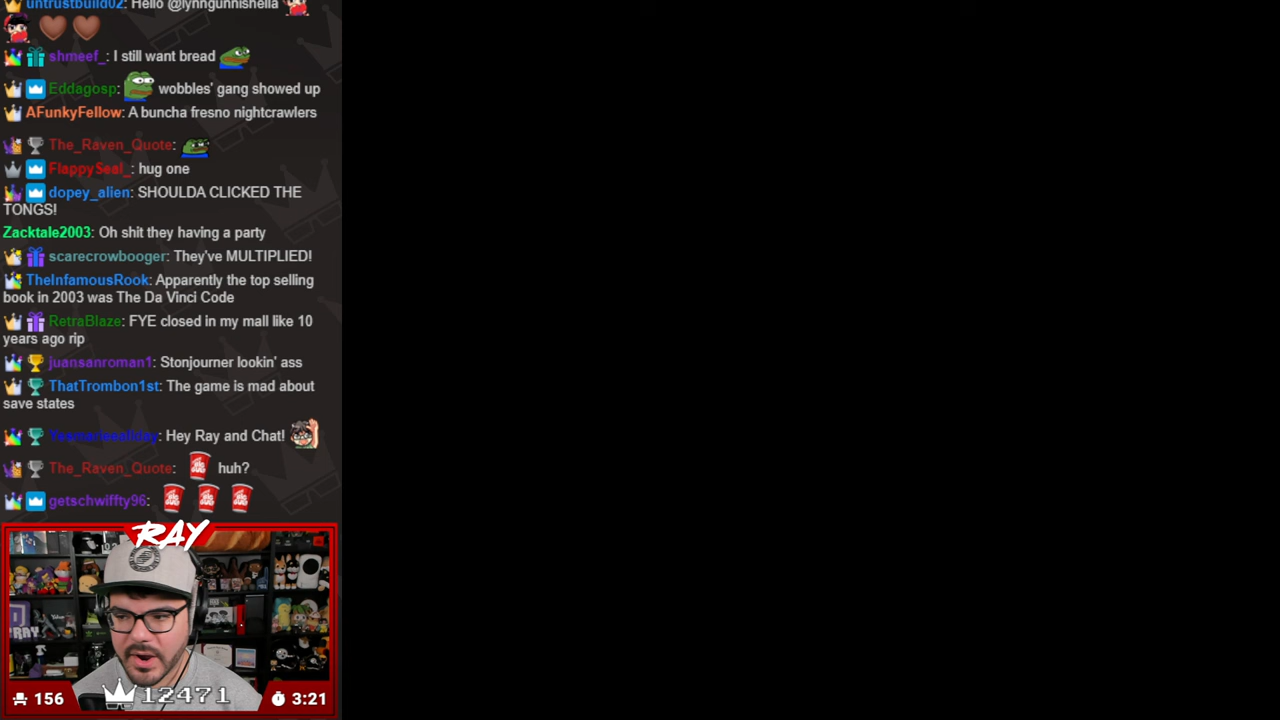 untrustbuild02: Hello @lynngunnishella
shmeef_: I still want bread
Eddagosp: wobbles' gang showed up
AFunkyFellow: A buncha fresno nightcrawlers
The_Raven_Quote:
FlappySeal_: hug one
dopey_alien: SHOULDA CLICKED THE
TONGS!
Zacktale2003: Oh shit they having a party
scarecrowbooger: They've MULTIPLIED!
TheInfamousRook: Apparently the top selling
book in 2003 was The Da Vinci Code
RetraBlaze: FYE closed in my mall like 10
years ago rip
juansanroman1: Stonjourner lookin' ass
ThatTrombon1st: The game is mad about
save states
Hey Ray and Chat!
The_Raven_Quote: huh?
getschwiffty96:
RAY
156
12471
3:21